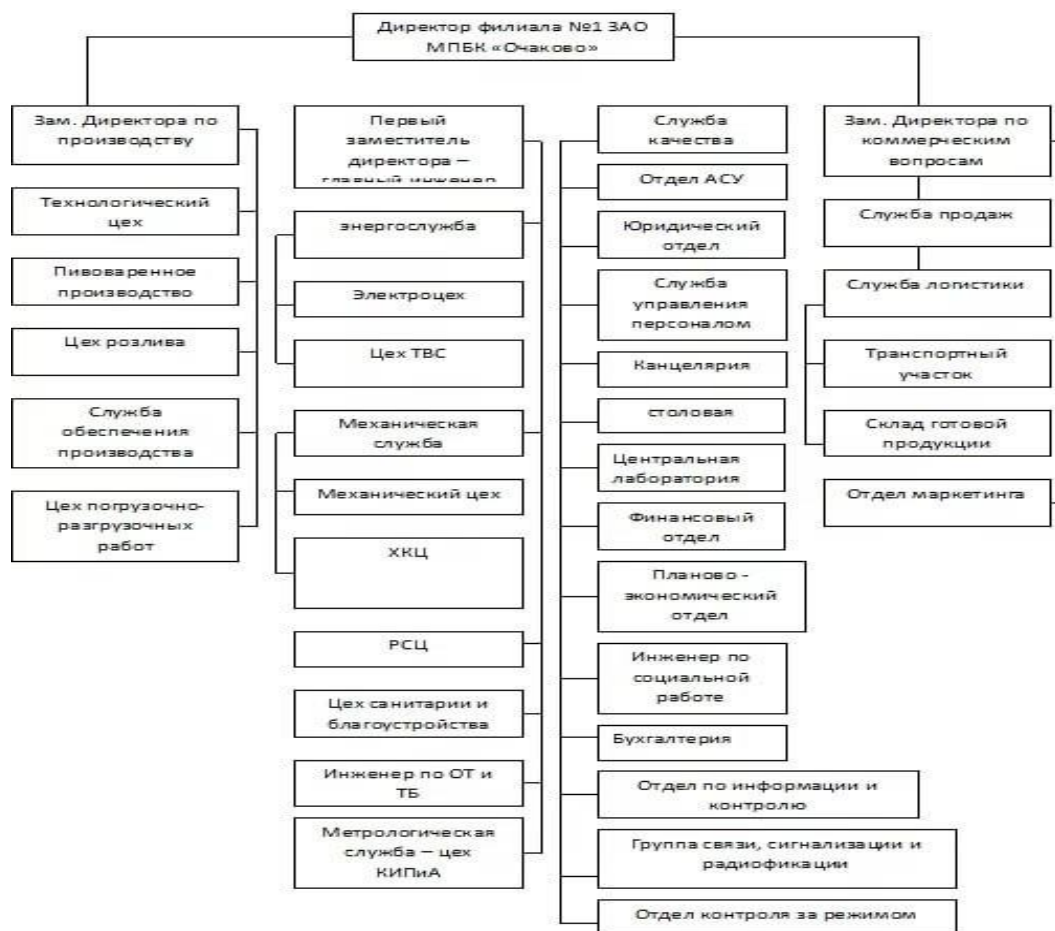 Директор филиала №1 ЗАО
МПБК «Очаково»
Зам. Директора по
производству
Технологический
цех
Пивоваренное
производство
Цех розлива
Служба
обеспечения
производства
Цех погрузочно-
разгрузочных
работ
Первый
заместитель
директора –
главный инженер
энергослужба
Электроцех
Цех ТВС
Механическая
служба
Механический цех
ХКЦ
РСЦ
Цех санитарии и
благоустройства
Инженер по ОТ и
ТБ
Метрологическая
служба – цех
КИПиА
Служба
качества
Отдел АСУ
Юридический
отдел
Служба
управления
персоналом
Канцелярия
столовая
Центральная
лаборатория
Финансовый
отдел
Планово -
экономический
отдел
Инженер по
социальной
работе
Бухгалтерия
Отдел по информации и
контролю
Группа связи, сигнализации и
радиофикации
Отдел контроля за режимом
Зам. Директора по
коммерческим
вопросам
Служба продаж
Служба логистики
Транспортный
участок
Склад готовой
продукции
Отдел маркетинга